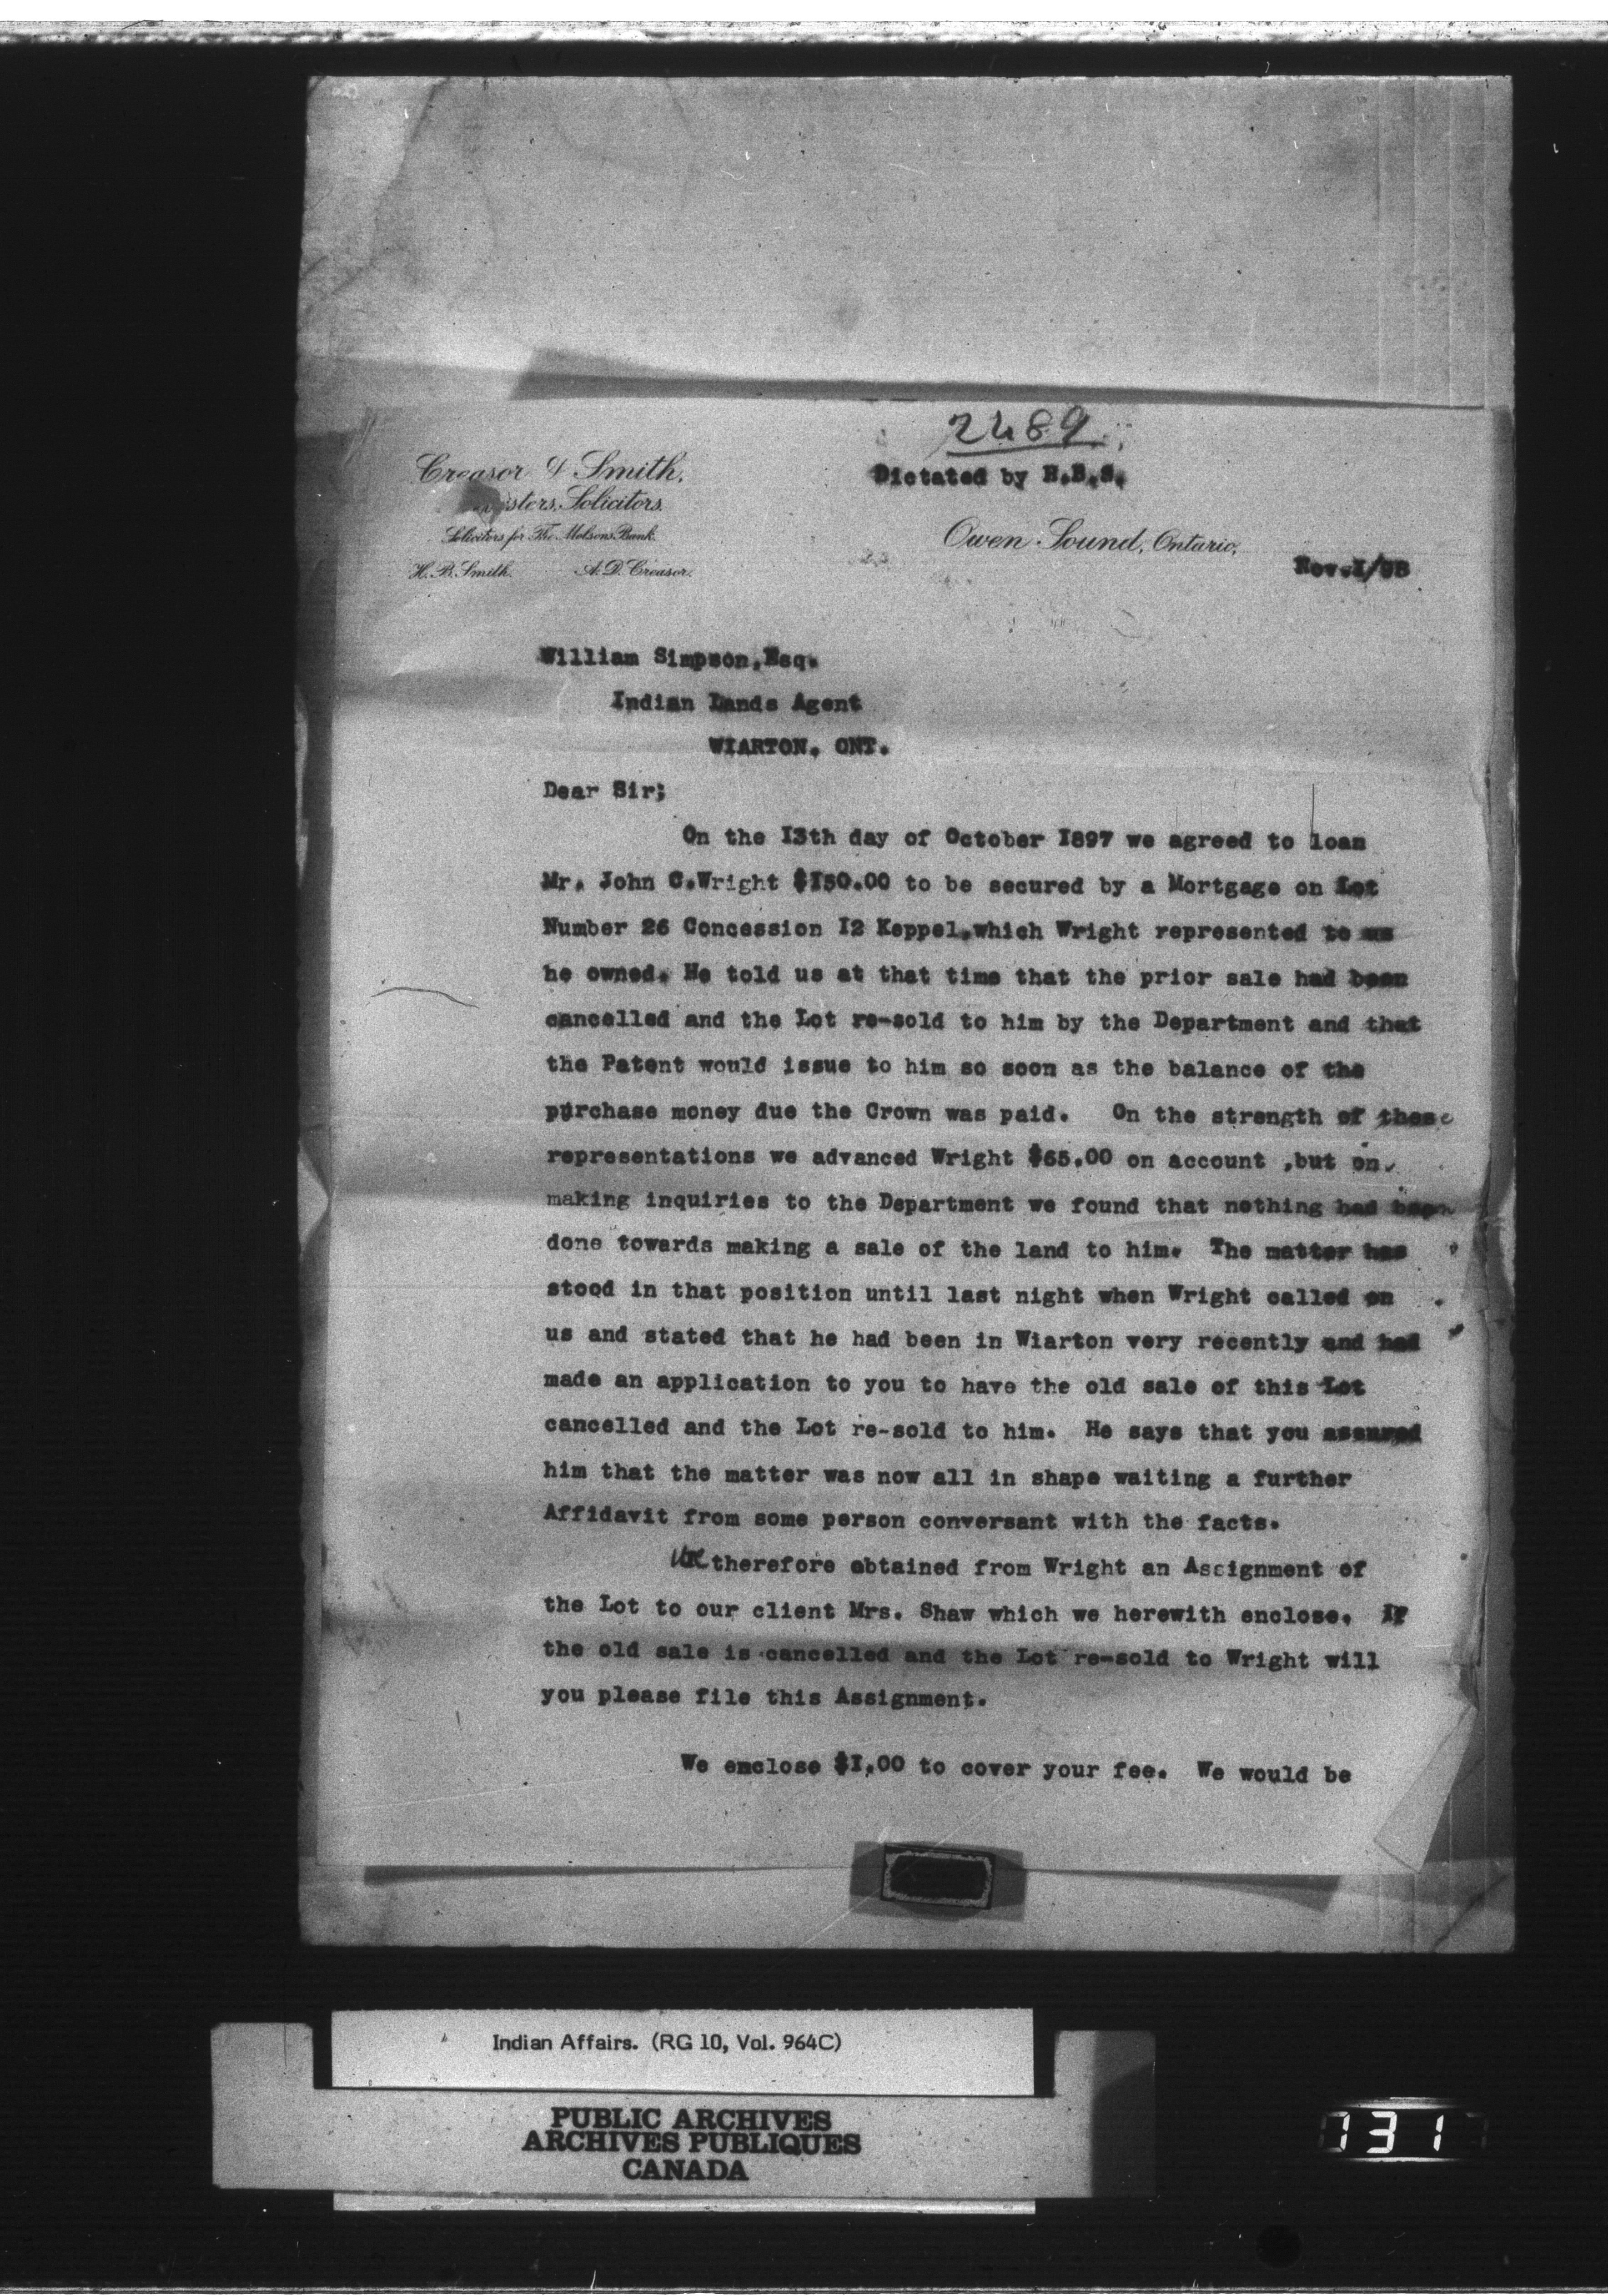 2489
Creasor & Smith,
Solicitors.
Solicitors for The Molsons Bank.
H. B. Smith. A. D. Creasor.
Dictated by H.B.S.
Owen Sound, Ontario,
Nov.I/98
William Simpson,Esq.
Indian Lands Agent
WIARTON, ONT.
Dear Sir;
On the I3th day of October I897 we agreed to loan
Mr. John C.Wright $I50.00 to be secured by a Mortgage on Lot
Number 26 Concession I2 Keppel,which Wright represented to us
he owned. He told us at that time that the prior sale had been
cancelled and the Lot re-sold to him by the Department and that
the Patent would issue to him so soon as the balance of the
purchase money due the Crown was paid. On the strength of these
representations we advanced Wright $65.00 on account ,but on
making inquiries to the Department we found that nothing had been
done towards making a sale of the land to him. The matter has
stood in that position until last night when Wright called on
us and stated that he had been in Wiarton very recently and had
made an application to you to have the old sale of this Lot
cancelled and the Lot re-sold to him. He says that you assured
him that the matter was now all in shape waiting a further
Affidavit from some person conversant with the facts.
We therefore obtained from Wright an Assignment of
the Lot to our client Mrs. Shaw which we herewith enclose. If
the old sale is cancelled and the Lot re-sold to Wright will
you please file this Assignment.
We enclose $I.00 to cover your fee. We would be
Indian Affairs. (RG 10, Vol. 964C)
PUBLIC ARCHIVES
ARCHIVES PUBLIQUES
CANADA
731